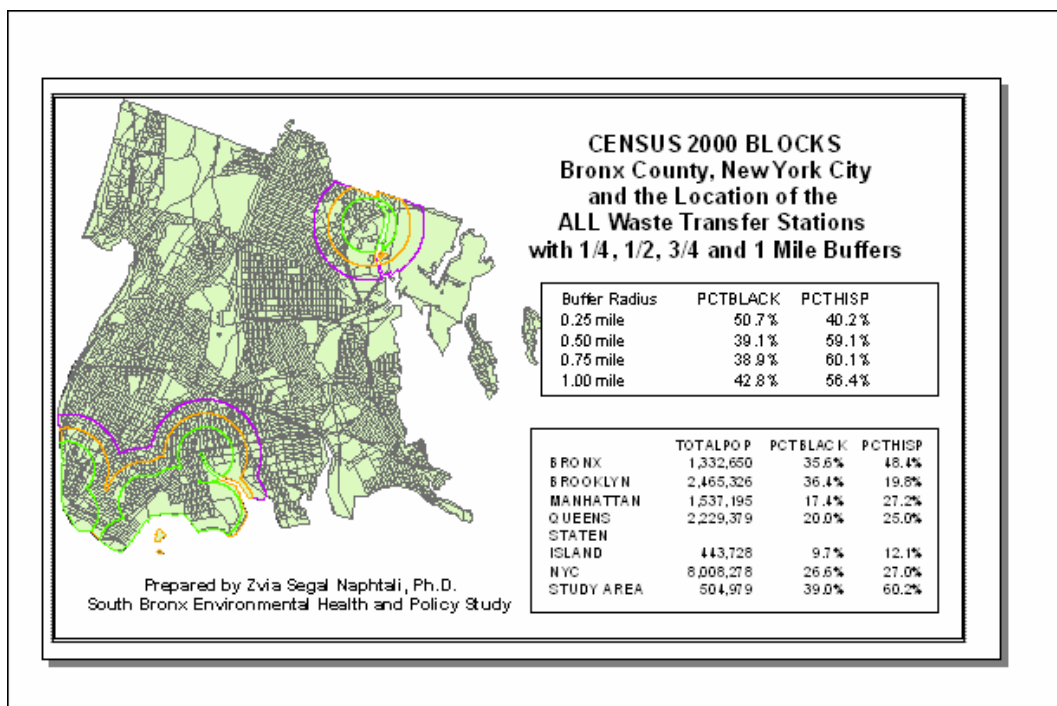 CENSUS 2000 BLOCKS
Bronx County, New York City
and the Location of the
ALL Waste Transfer Stations
with 1/4, 1/2, 3/4 and 1 Mile Buffers
Buffer Radius PCTBLACK PCTHISP
0.25 mile 50.7% 40.2%
0.50 mile 39.1% 59.1%
0.75 mile 38.9% 60.1%
1.00 mile 42.8% 56.4%
TOTALPOP PCTBLACK PCTHISP
BRONX 1,332,650 35.6% 48.4%
BROOKLYN 2,465,326 36.4% 19.8%
MANHATTAN 1,537,195 17.4% 27.2%
QUEENS 2,229,379 20.0% 25.0%
STATEN
ISLAND 443,728 9.7% 12.1%
NYC 8,008,278 26.6% 27.0%
STUDY AREA 504,979 39.0% 60.2%
Prepared by Zvia Segal Naphtali, Ph.D.
South Bronx Environmental Health and Policy Study